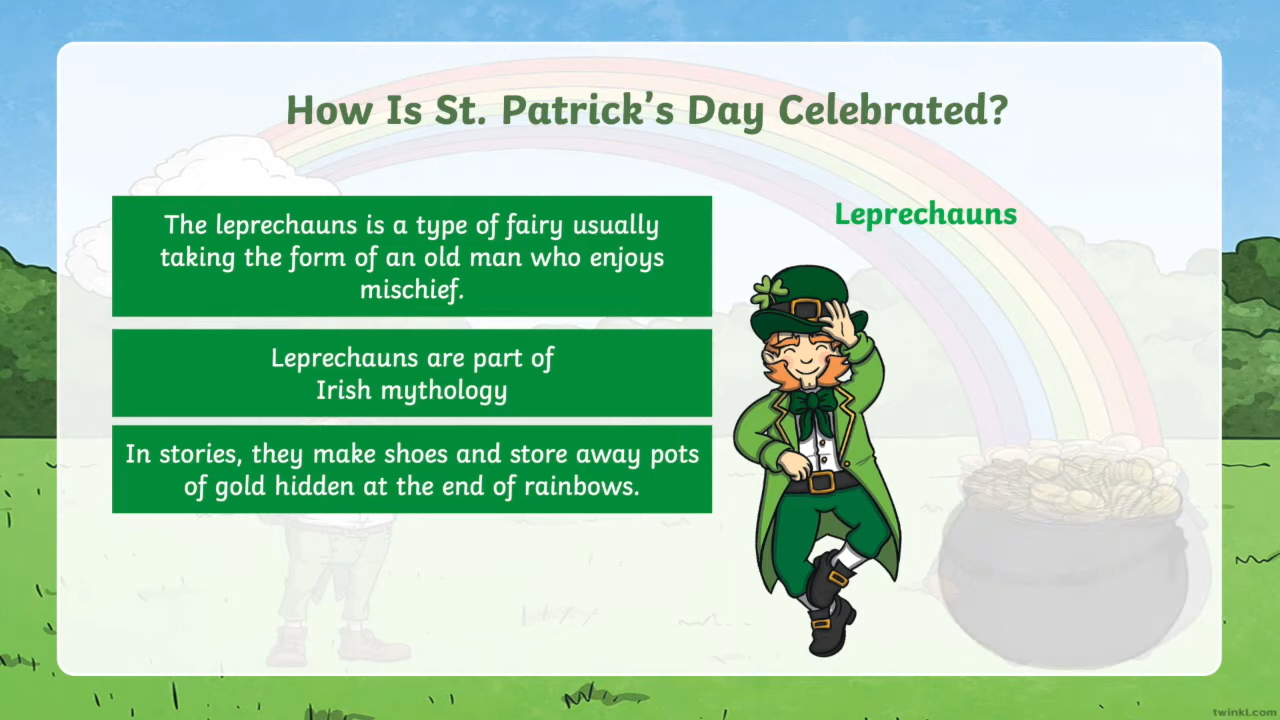 How Is St. Patrick's Day Celebrated?
The leprechauns is a type of fairy usually
taking the form of an old man who enjoys
mischief.
Leprechauns are part of
Irish mythology
In stories, they make shoes and store away pots
of gold hidden at the end of rainbows.
Leprechauns
twinkl.com